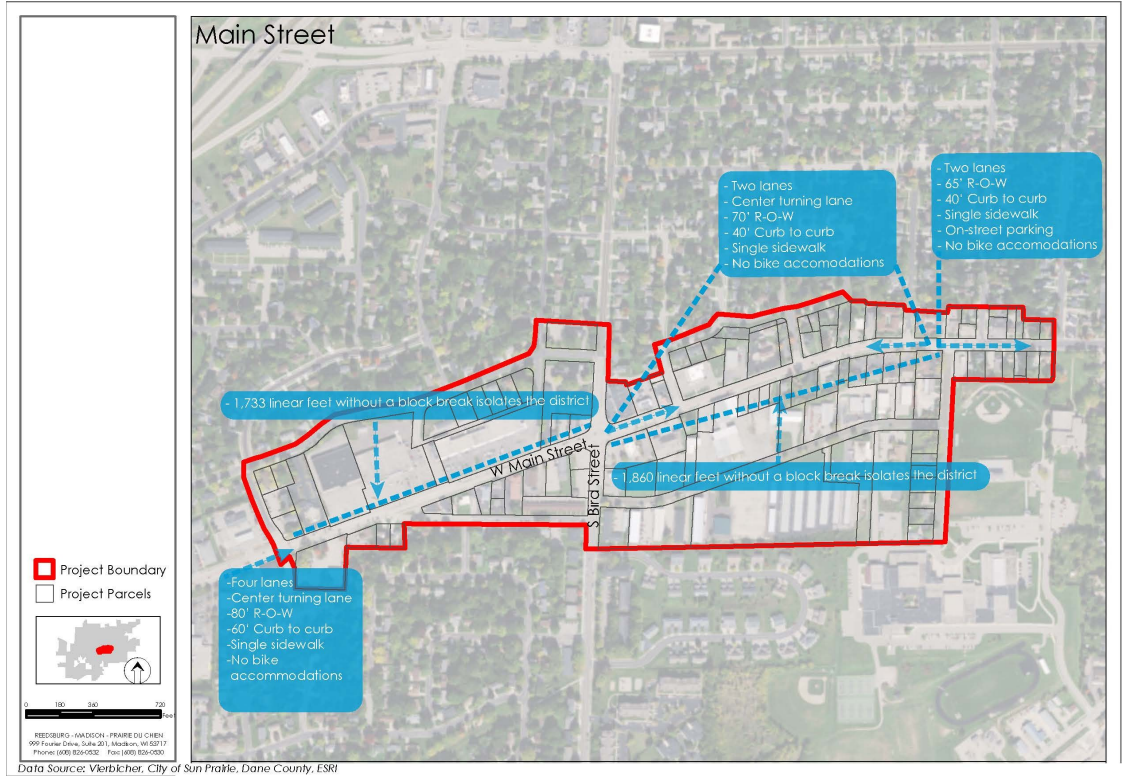 Main Street
- Two lanes
- Center turning lane
- 70' R-O-W
- 40' Curb to curb
- Single sidewalk
- No bike accomodations
- Two lanes
- 65' R-O-W
- 40' Curb to curb
- Single sidewalk
- On-street parking
- No bike accomodations
- 1,733 linear feet without a block break isolates the district
W Main Street
S Bird Street
- 1,860 linear feet without a block break isolates the district
-Four lanes
-Center turning lane
-80' R-O-W
-60' Curb to curb
-Single sidewalk
-No bike
accommodations
Project Boundary
Project Parcels
0 180 360 720
Feet
REEDSBURG - MADISON - PRAIRIE DU CHIEN
999 Fourier Drive, Suite 201, Madison, WI 53717
Phone: (608) 826-0532 Fax: (608) 826-0530
Data Source: Vierbicher, City of Sun Prairie, Dane County, ESRI